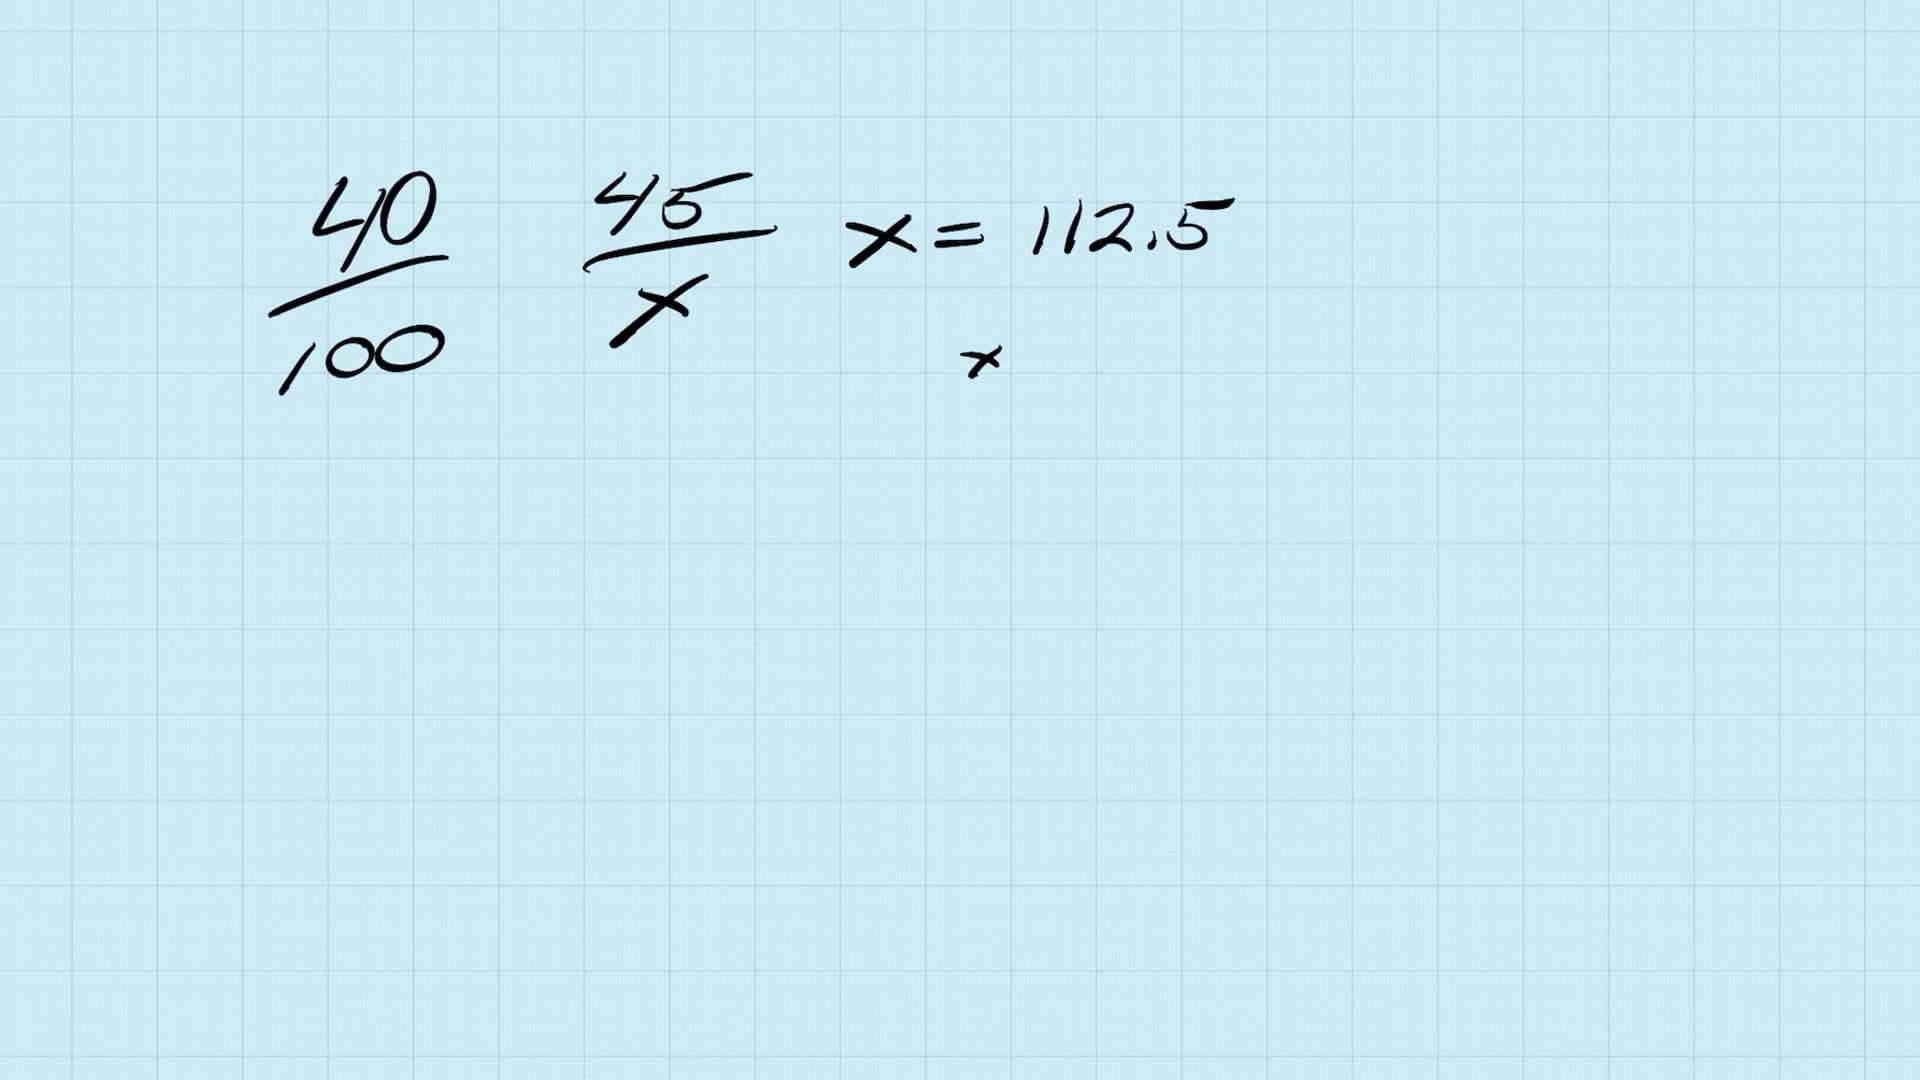 40/100 45/x x = 112.5
x